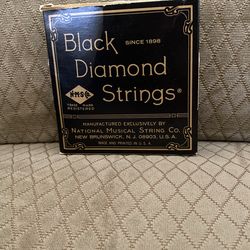 Black
SINCE 1898
Diamond
Strings®
NMSCo
TRADE MARK
REGISTERED
MANUFACTURED EXCLUSIVELY BY
NATIONAL MUSICAL STRING CO.
NEW BRUNSWICK, N. J. 08903, U.S.A.
MADE AND PRINTED IN U.S.A.